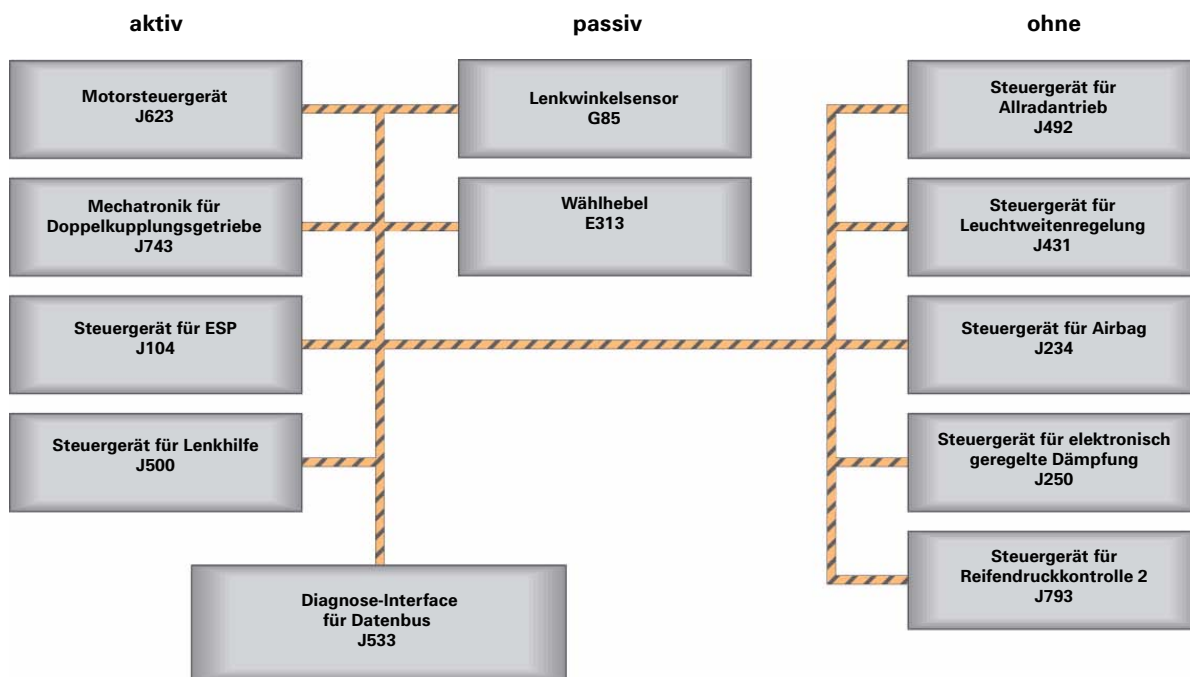 aktiv
passiv
ohne
Motorsteuergerät
J623
Lenkwinkelsensor
G85
Steuergerät für
Allradantrieb
J492
Mechatronik für
Doppelkupplungsgetriebe
J743
Wählhebel
E313
Steuergerät für
Leuchtweitenregelung
J431
Steuergerät für ESP
J104
Steuergerät für Airbag
J234
Steuergerät für Lenkhilfe
J500
Steuergerät für elektronisch
geregelte Dämpfung
J250
Diagnose-Interface
für Datenbus
J533
Steuergerät für
Reifendruckkontrolle 2
J793